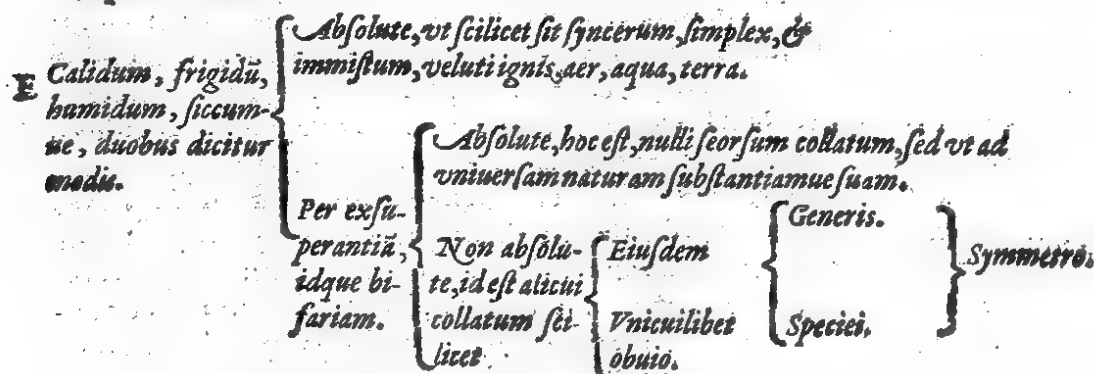 E Calidum, frigidū,
humidum, ſiccum-
ue, duobus dicitur
modis.
Abſolute, vt ſcilicet ſit ſyncerum, ſimplex, &
immiſtum, veluti ignis, aer, aqua, terra.
Per exſu-
perantiā,
idque bi-
fariam.
Abſolute, hoc eſt, nulli ſeorſum collatum, ſed vt ad
vniuerſam naturam ſubſtantiamue ſuam.
Non abſolu-
te, id eſt alicui
collatum ſci-
licet
Eiuſdem
Vnicuilibet
obuio.
Generis.
Speciei.
Symmetro.